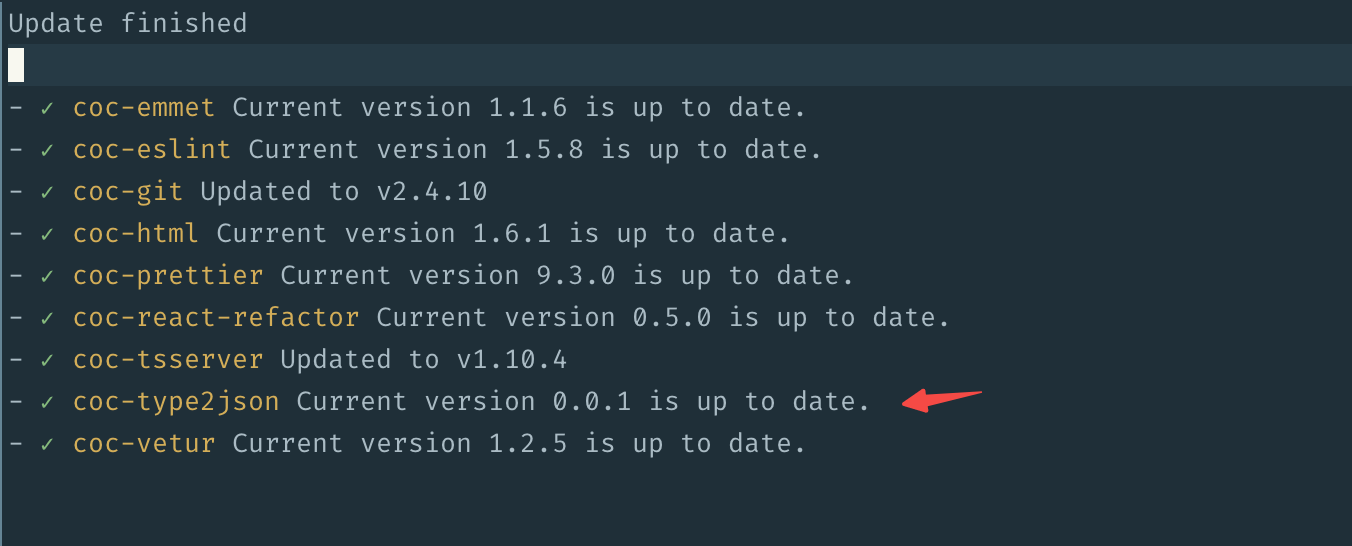 Update finished
- ✓ coc-emmet Current version 1.1.6 is up to date.
- ✓ coc-eslint Current version 1.5.8 is up to date.
- ✓ coc-git Updated to v2.4.10
- ✓ coc-html Current version 1.6.1 is up to date.
- ✓ coc-prettier Current version 9.3.0 is up to date.
- ✓ coc-react-refactor Current version 0.5.0 is up to date.
- ✓ coc-tsserver Updated to v1.10.4
- ✓ coc-type2json Current version 0.0.1 is up to date.
- ✓ coc-vetur Current version 1.2.5 is up to date.